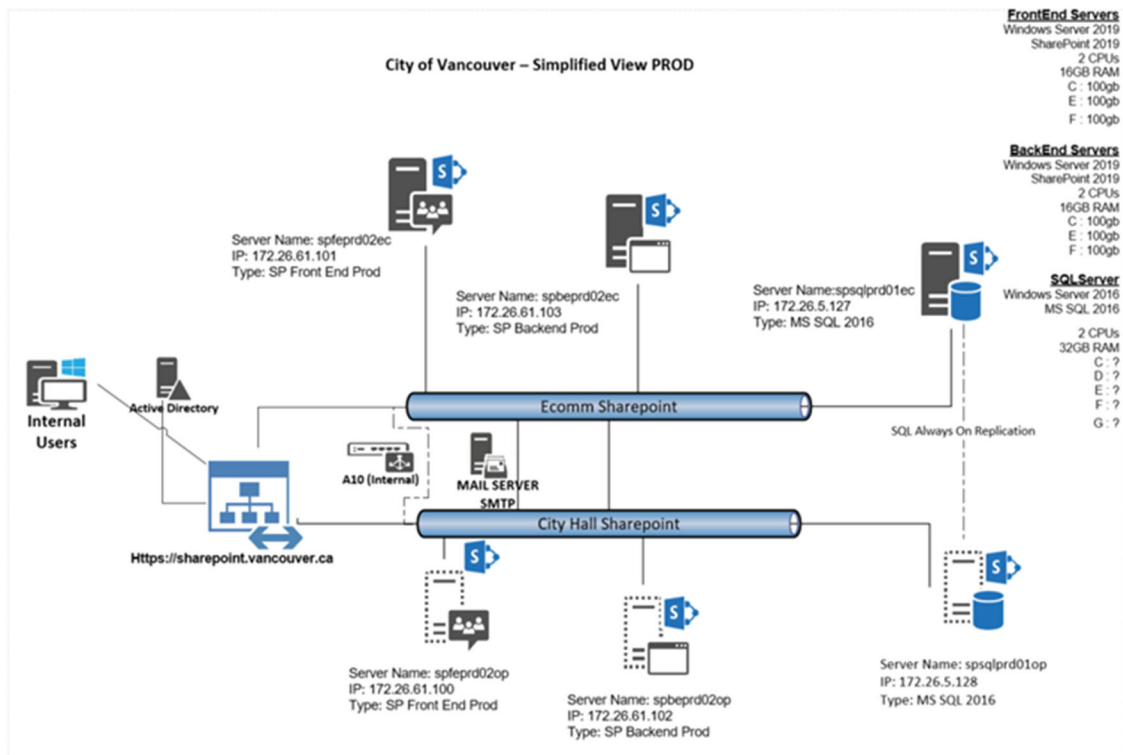 City of Vancouver – Simplified View PROD
FrontEnd Servers
Windows Server 2019
SharePoint 2019
2 CPUs
16GB RAM
C : 100gb
E : 100gb
F : 100gb
BackEnd Servers
Windows Server 2019
SharePoint 2019
2 CPUs
16GB RAM
C : 100gb
E : 100gb
F : 100gb
SQLServer
Windows Server 2016
MS SQL 2016
2 CPUs
32GB RAM
C : ?
D : ?
E : ?
F : ?
G : ?
S
Server Name: spfeprd02ec
IP: 172.26.61.101
Type: SP Front End Prod
S
Server Name: spbeprd02ec
IP: 172.26.61.103
Type: SP Backend Prod
S
Server Name:spsqlprd01ec
IP: 172.26.5.127
Type: MS SQL 2016
Internal
Users
Active Directory
Ecomm Sharepoint
SQL Always On Replication
A10 (Internal)
MAIL SERVER
SMTP
City Hall Sharepoint
Https://sharepoint.vancouver.ca
S
Server Name: spfeprd02op
IP: 172.26.61.100
Type: SP Front End Prod
S
Server Name: spbeprd02op
IP: 172.26.61.102
Type: SP Backend Prod
S
Server Name: spsqlprd01op
IP: 172.26.5.128
Type: MS SQL 2016